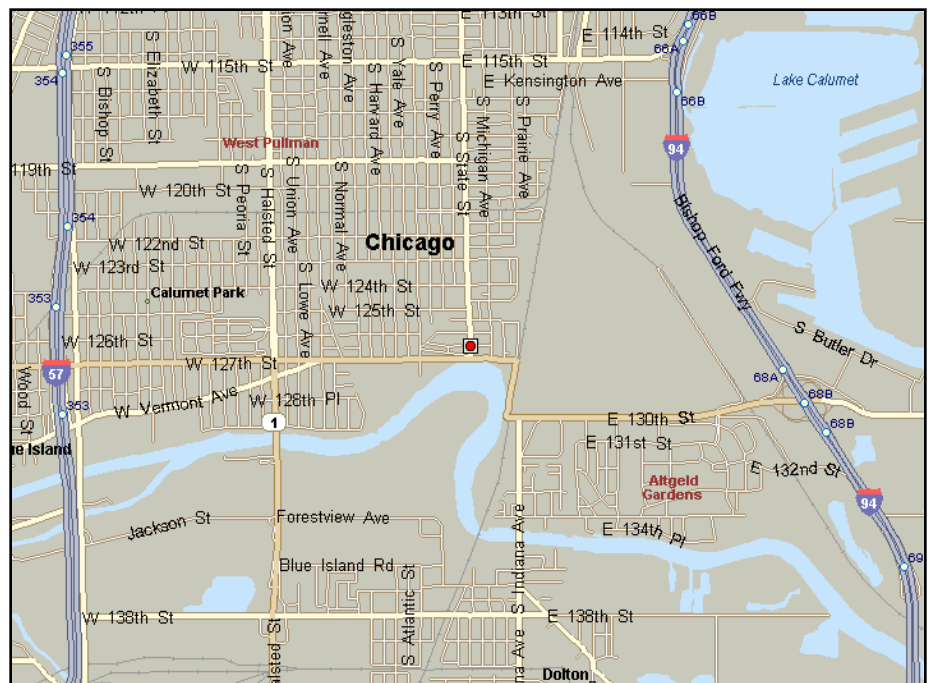 W 112th St
E 113th St
66B
E 114th St
66A
355
S Elizabeth St
W 115th St
E 115th St
354
S Bishop St
S Yale Ave
S Harvard Ave
S Perry Ave
E Kensington Ave
Lake Calumet
66B
S Michigan Ave
S Prairie Ave
West Pullman
S State St
94
119th St
S Union Ave
S Normal Ave
W 120th St
S Peoria St
S Halsted St
354
W 122nd St
Chicago
Bishop Ford Fwy
W 123rd St
S Lowe Ave
W 124th St
353
Calumet Park
W 125th St
W 126th St
S Butler Dr
W 127th St
57
68A
Wood St
W Vermont Ave
W 128th Pl
68B
353
1
E 130th St
68B
ue Island
E 131st St
E 132nd St
Altgeld
Gardens
94
Jackson St
Forestview Ave
E 134th Pl
Blue Island Rd
69
S Atlantic
S Indiana Ave
W 138th St
E 138th St
alsted St
na Ave
Dolton